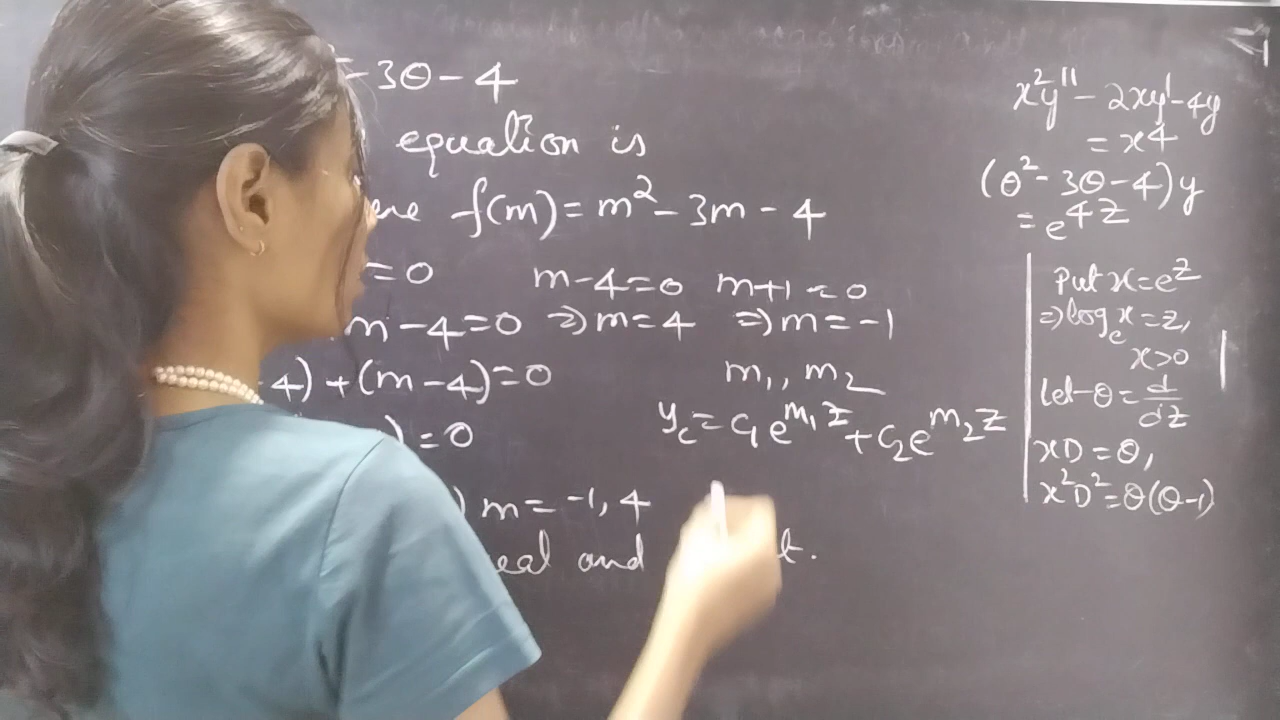 - 3θ - 4
equation is
f(m) = m² - 3m - 4
= 0 m - 4 = 0 m + 1 = 0
m - 4 = 0 ⇒ m = 4 ⇒ m = -1
4) + (m - 4) = 0 m₁, m₂
) = 0 y_c = c₁e^{m₁z} + c₂e^{m₂z}
) m = -1, 4
and
x²y'' - 2xy' - 4y
= x4
(θ² - 3θ - 4)y
= e^{4z}
Put x = e^z
⇒ log_e x = z,
x > 0
let θ = d/dz
xD = θ,
x²D² = θ(θ-1)